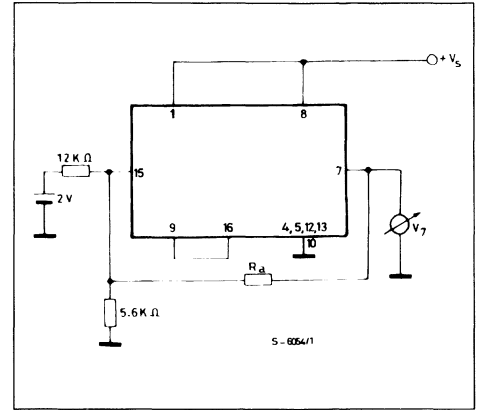 + Vs
1 8
12 KΩ
15 7
2 V
9 16 4, 5, 12, 13
10
V7
Ra
5.6 KΩ
S - 6054/1